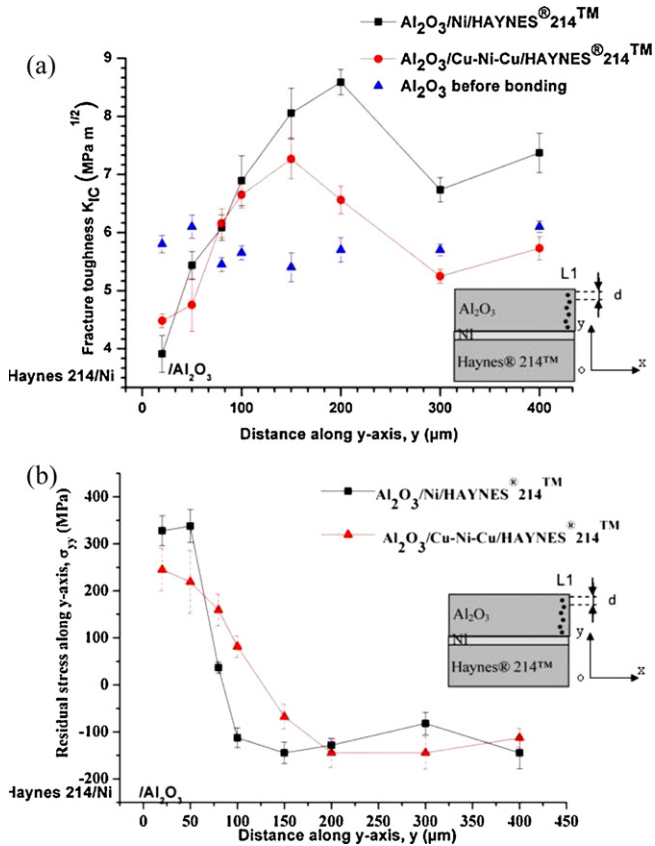 (a)
Al2O3/Ni/HAYNES®214™
Al2O3/Cu-Ni-Cu/HAYNES®214™
Al2O3 before bonding
Fracture toughness KIC (MPa m1/2)
9
8
7
6
5
4
L1
d
Al2O3
y
Ni
Haynes® 214™
O
x
Haynes 214/Ni
/Al2O3
0
100
200
300
400
Distance along y-axis, y (µm)
(b)
Al2O3/Ni/HAYNES®214™
Al2O3/Cu-Ni-Cu/HAYNES®214™
Residual stress along y-axis, σyy (MPa)
400
300
200
100
0
-100
-200
L1
d
Al2O3
y
Ni
Haynes® 214™
O
x
Haynes 214/Ni
/Al2O3
0 50 100 150 200 250 300 350 400 450
Distance along y-axis, y (µm)